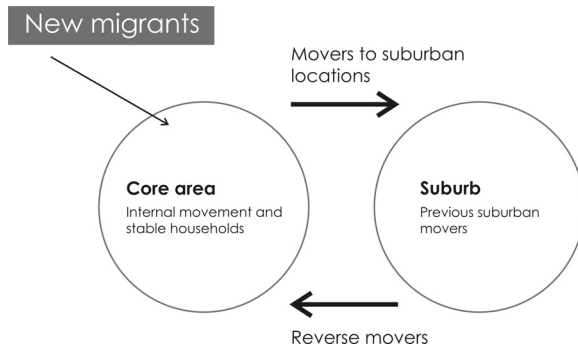 New migrants
Movers to suburban
locations
Core area
Internal movement and
stable households
Suburb
Previous suburban
movers
Reverse movers